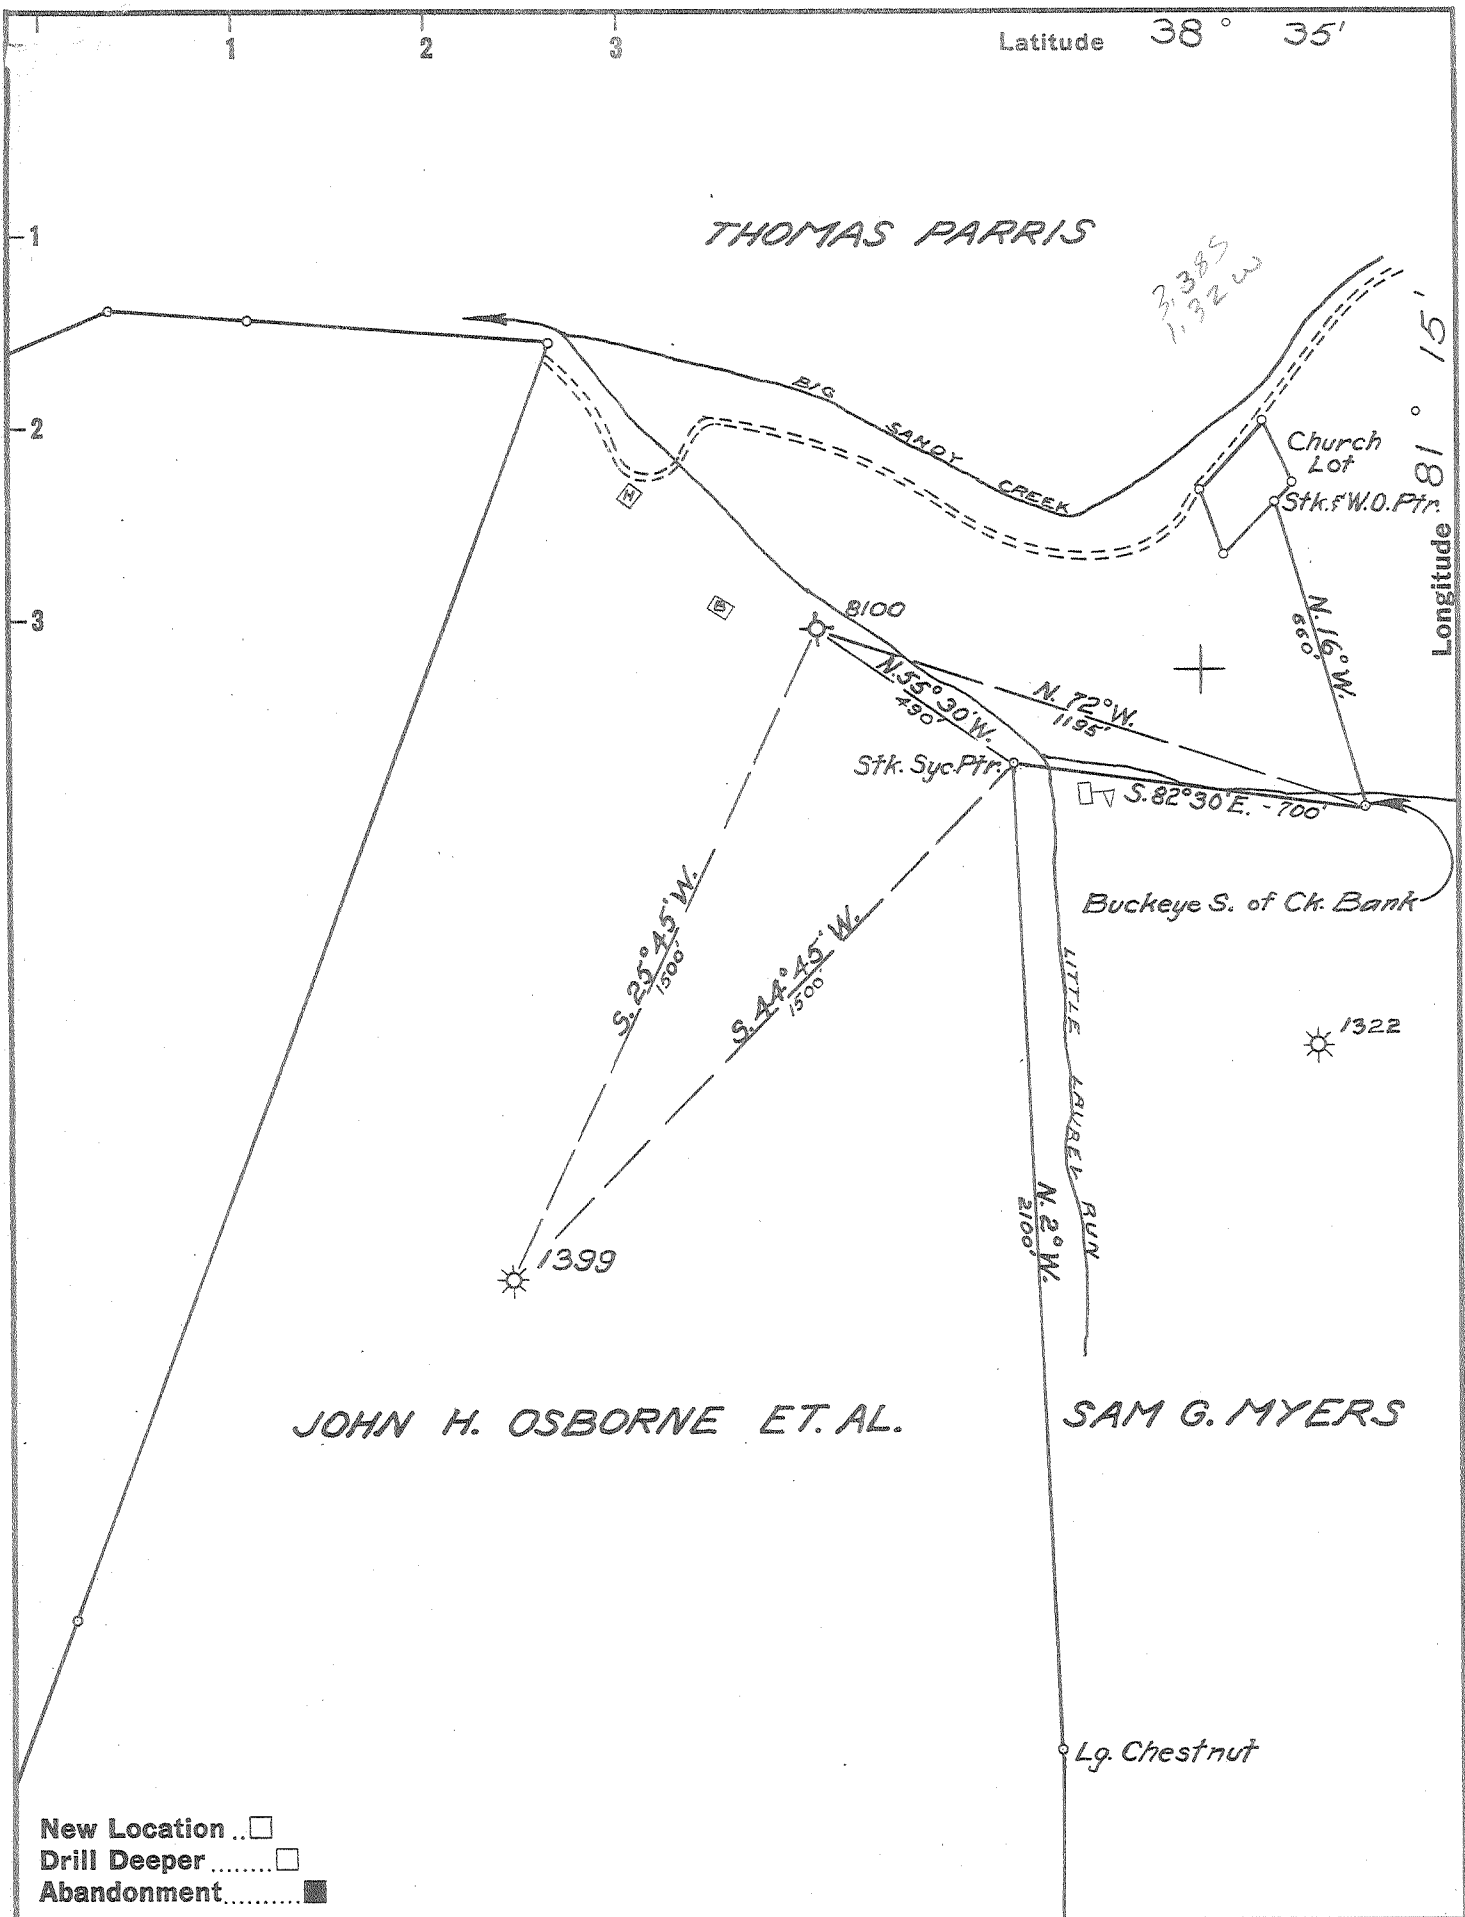 1 2 3 Latitude 38° 35'
1
THOMAS PARRIS
1.32 W
Longitude 81° 15'
2
BIG SANDY CREEK
Church
Lot
Stk. & W.O. Ptr.
H
B
3
8100
N. 16° W.
660'
N. 55° 30' W.
490'
N. 72° W.
1195'
Stk. Syc. Ptr.
S. 82° 30' E. - 700'
Buckeye S. of Ck. Bank
S. 25° 45' W.
1500'
S. 44° 45' W.
1500'
LITTLE LAUREL RUN
1322
N. 2° W.
2100'
1399
JOHN H. OSBORNE ET. AL.
SAM G. MYERS
Lg. Chestnut
New Location ..
Drill Deeper ........
Abandonment ..........